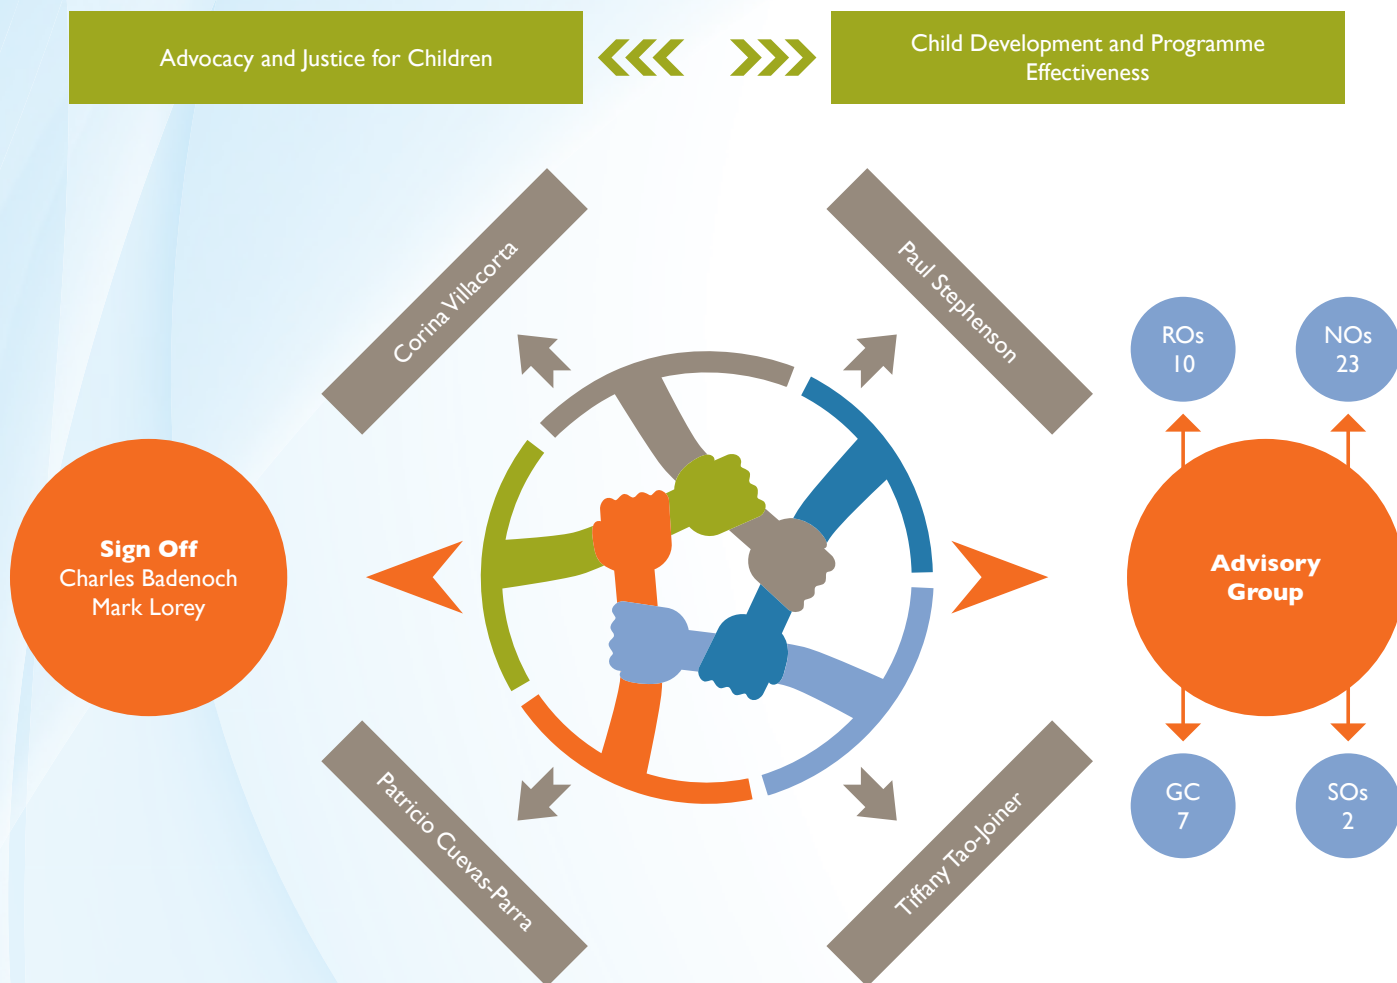 Advocacy and Justice for Children
Child Development and Programme
Effectiveness
Corina Villacorta
Paul Stephenson
ROs
10
NOs
23
Sign Off
Charles Badenoch
Mark Lorey
Advisory
Group
Patricio Cuevas-Parra
Tiffany Tao-Joiner
GC
7
SOs
2